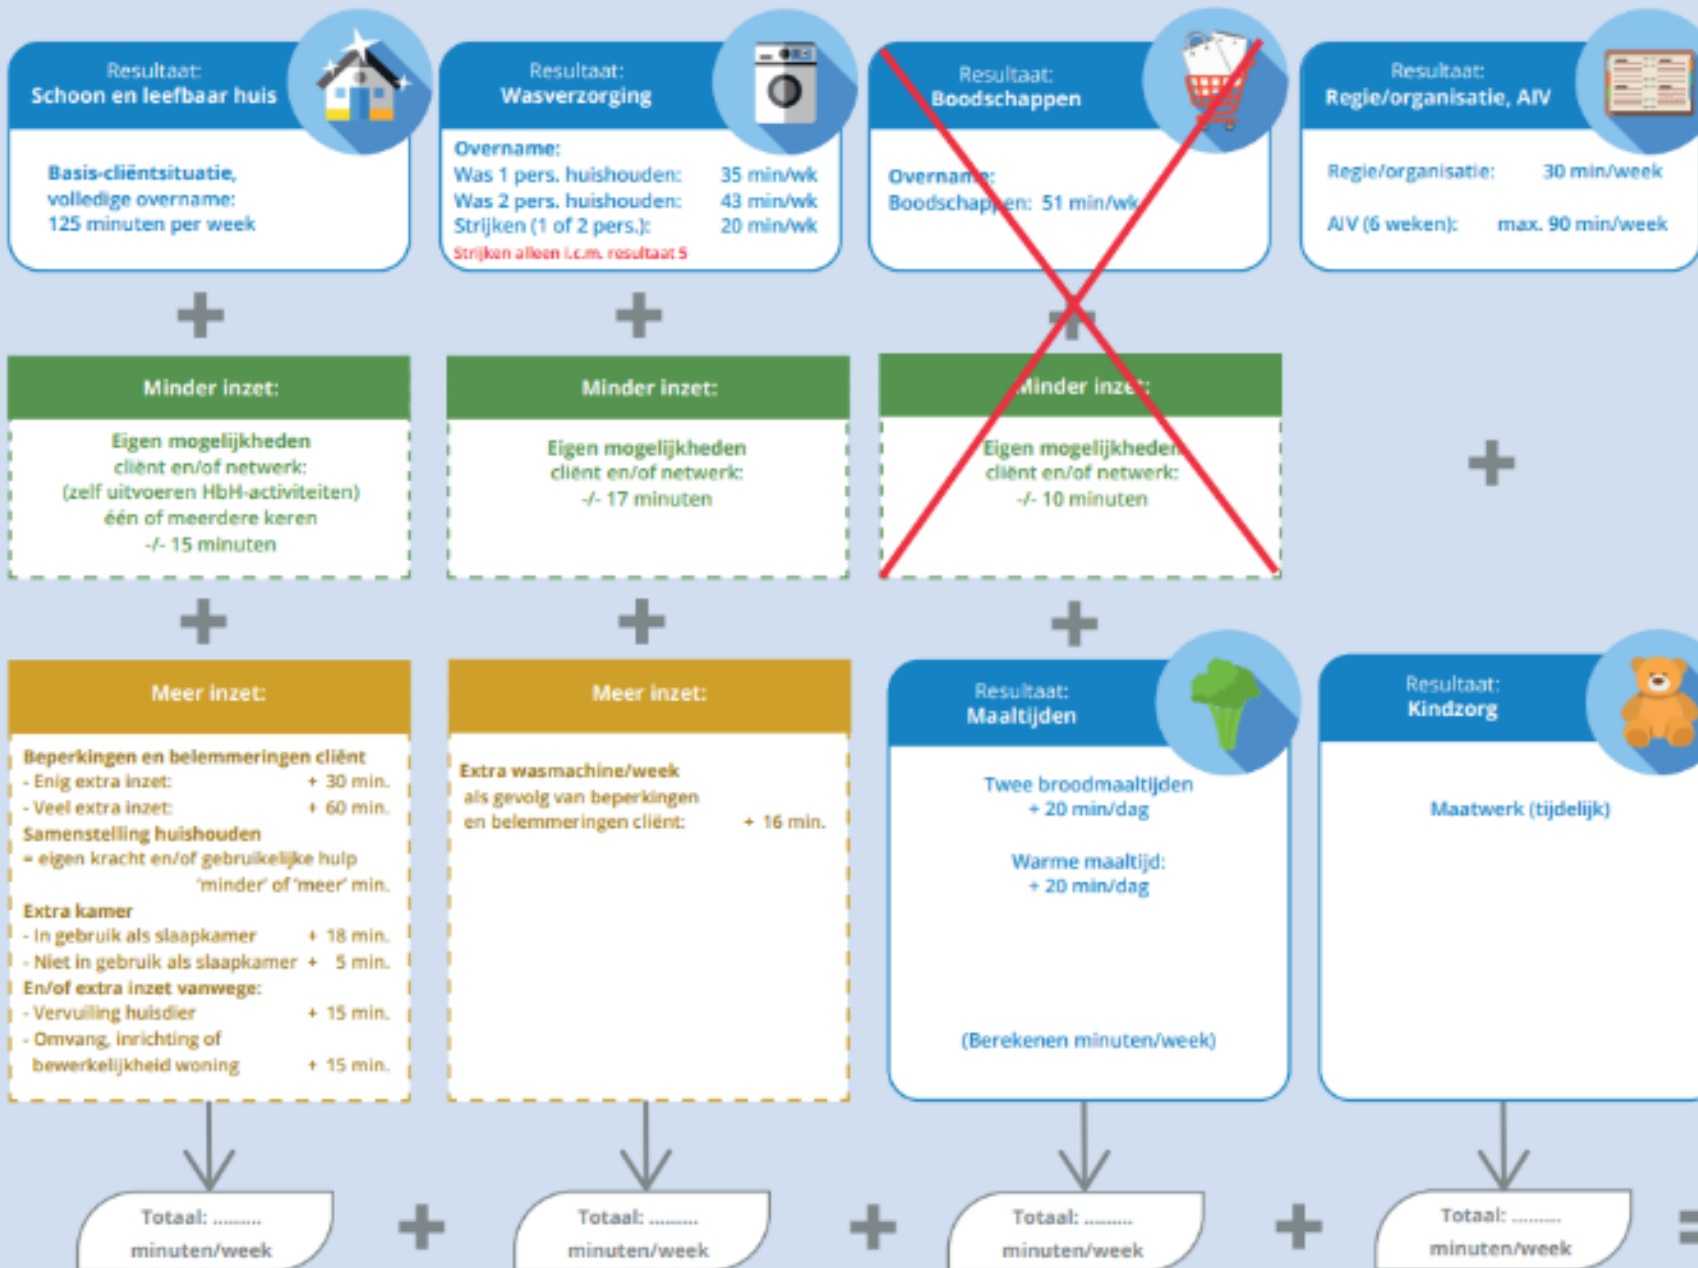 Resultaat:
Schoon en leefbaar huis
Basis-cliëntsituatie,
volledige overname:
125 minuten per week
Resultaat:
Wasverzorging
Overname:
Was 1 pers. huishouden: 35 min/wk
Was 2 pers. huishouden: 43 min/wk
Strijken (1 of 2 pers.): 20 min/wk
Strijken alleen i.c.m. resultaat 5
Resultaat:
Boodschappen
Overname:
Boodschappen: 51 min/wk
Resultaat:
Regie/organisatie, AIV
Regie/organisatie: 30 min/week
AIV (6 weken): max. 90 min/week
+
+
+
Minder inzet:
Eigen mogelijkheden
cliënt en/of netwerk:
(zelf uitvoeren HbH-activiteiten)
één of meerdere keren
-/- 15 minuten
Minder inzet:
Eigen mogelijkheden
cliënt en/of netwerk:
-/- 17 minuten
Minder inzet:
Eigen mogelijkheden
cliënt en/of netwerk:
-/- 10 minuten
+
+
+
+
Meer inzet:
Beperkingen en belemmeringen cliënt
- Enig extra inzet: + 30 min.
- Veel extra inzet: + 60 min.
Samenstelling huishouden
= eigen kracht en/of gebruikelijke hulp
'minder' of 'meer' min.
Extra kamer
- In gebruik als slaapkamer + 18 min.
- Niet in gebruik als slaapkamer + 5 min.
En/of extra inzet vanwege:
- Vervuiling huisdier + 15 min.
- Omvang, inrichting of
bewerkelijkheid woning + 15 min.
Meer inzet:
Extra wasmachine/week
als gevolg van beperkingen
en belemmeringen cliënt: + 16 min.
Resultaat:
Maaltijden
Twee broodmaaltijden
+ 20 min/dag
Warme maaltijd:
+ 20 min/dag
(Berekenen minuten/week)
Resultaat:
Kindzorg
Maatwerk (tijdelijk)
Totaal: ..........
minuten/week
+
Totaal: ..........
minuten/week
+
Totaal: ..........
minuten/week
+
Totaal: ..........
minuten/week
=